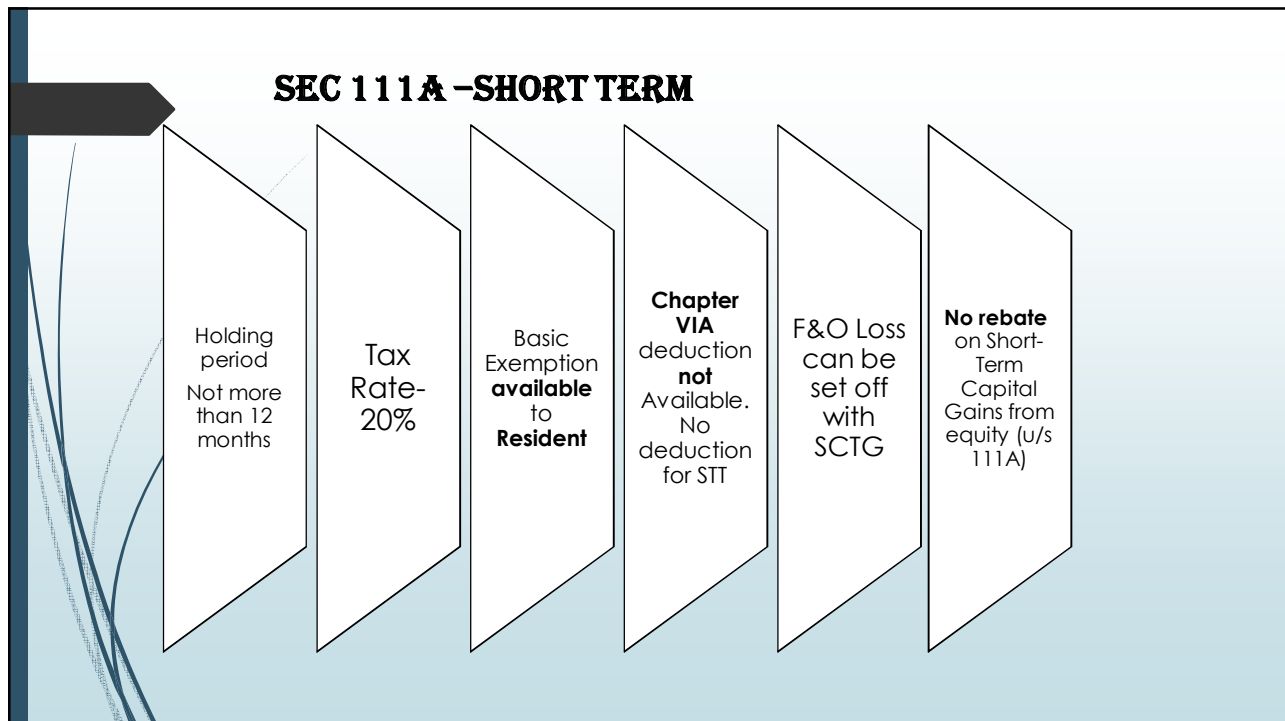 SEC 111A –SHORT TERM
Holding
period
Not more
than 12
months
Tax
Rate-
20%
Basic
Exemption
available
to
Resident
Chapter
VIA
deduction
not
Available.
No
deduction
for STT
F&O Loss
can be
set off
with
SCTG
No rebate
on Short-
Term
Capital
Gains from
equity (u/s
111A)